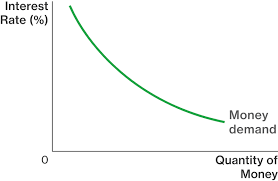 Interest
Rate (%)
Money
demand
0
Quantity of
Money